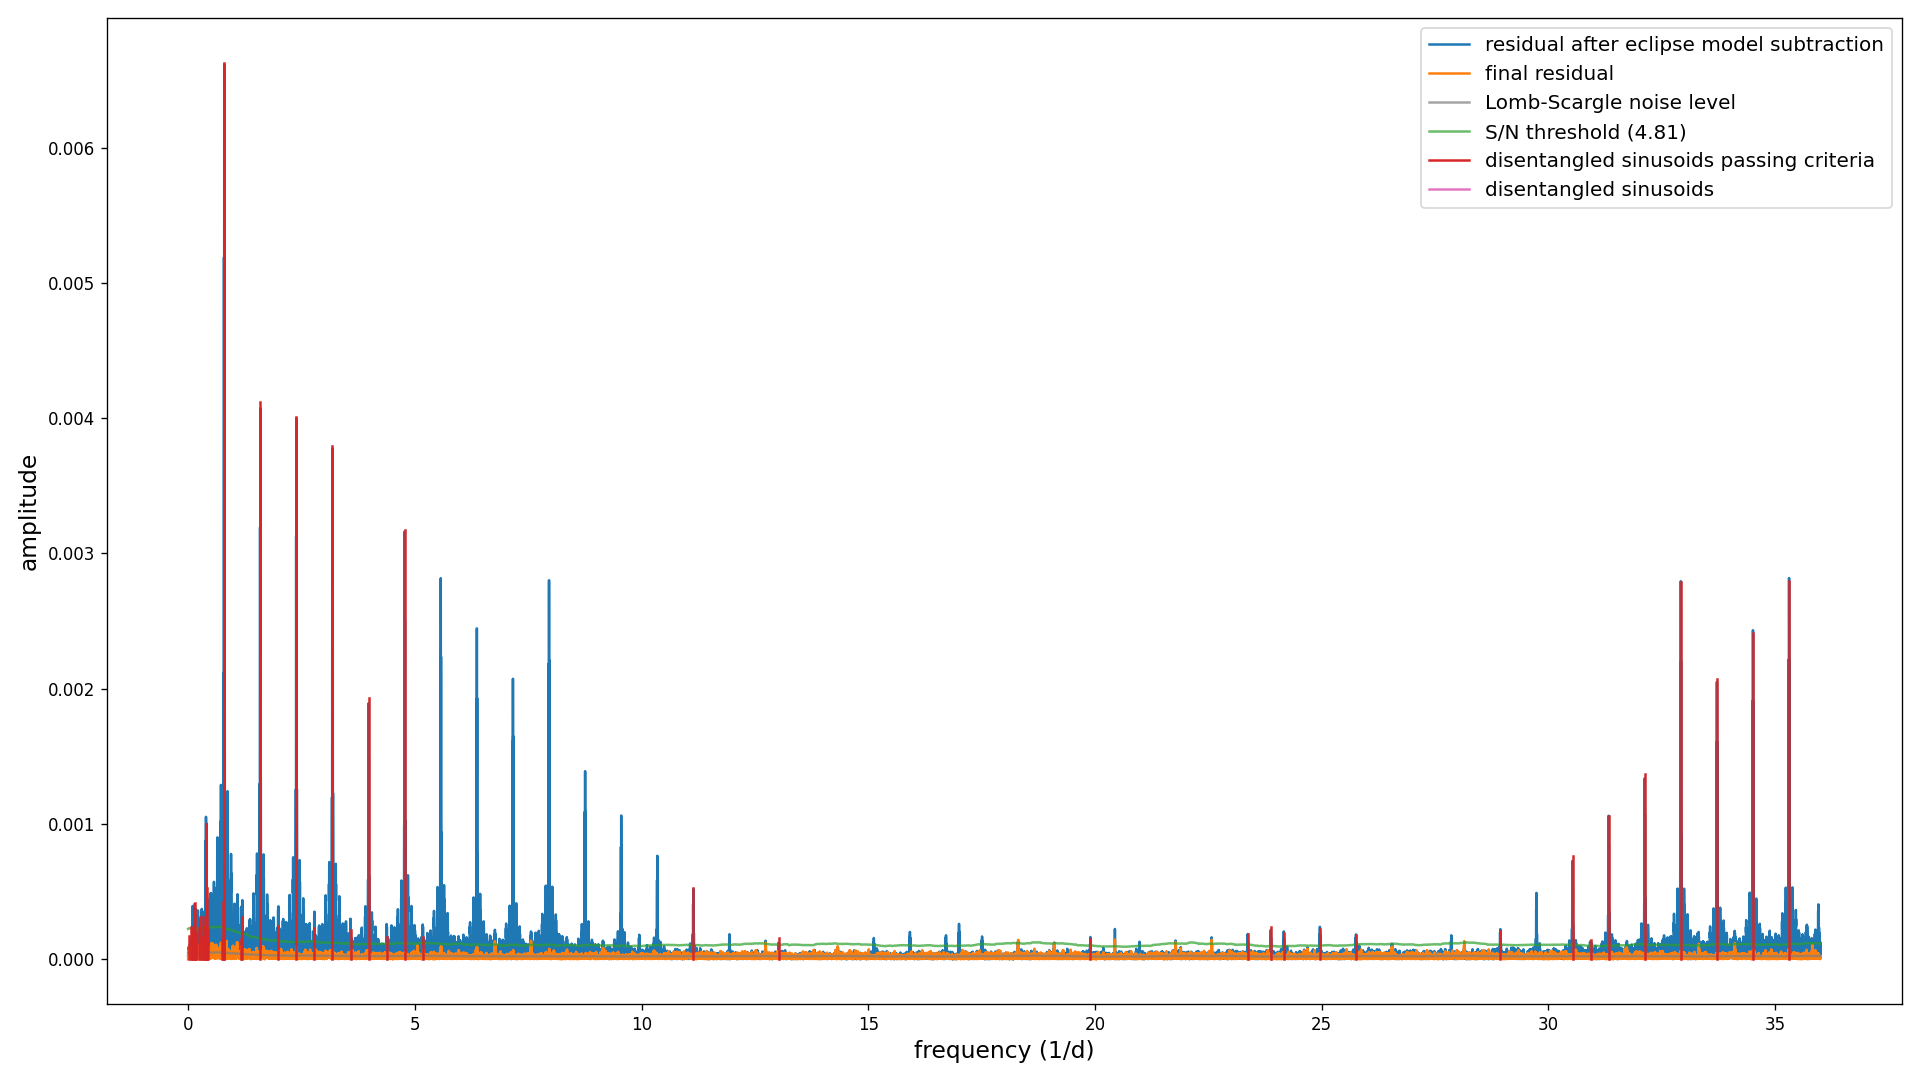 residual after eclipse model subtraction
final residual
Lomb-Scargle noise level
S/N threshold (4.81)
disentangled sinusoids passing criteria
disentangled sinusoids
0.006
0.005
0.004
0.003
0.002
0.001
0.000
amplitude
0 5 10 15 20 25 30 35
frequency (1/d)